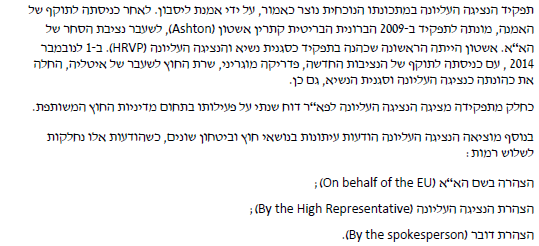 תפקיד הנציגה העליונה במתכונתו הנוכחית נוצר כאמור, על ידי אמנת ליסבון. לאחר כניסתה לתוקף של
האמנה, מונתה לתפקיד ב-2009 הברונית הבריטית קתרין אשטון (Ashton), לשעבר נציבת הסחר של
הא"א. אשטון הייתה הראשונה שכהנה בתפקיד כסגנית נשיא והנציגה העליונה (HRVP). ב-1 לנובמבר
2014 , עם כניסתה לתוקף של הנציבות החדשה, פדריקה מוגריני, שרת החוץ לשעבר של איטליה, החלה
את כהונתה כנציגה העליונה וסגנית הנשיא, גם כן.
כחלק מתפקידה מציגה הנציגה העליונה לפא"ר דוח שנתי על פעילותו בתחום מדיניות החוץ המשותפת.
בנוסף מוציאה הנציגה העליונה הודעות עיתונות בנושאי חוץ וביטחון שונים, כשהודעות אלו נחלקות
לשלוש רמות :
הצהרה בשם הא"א (On behalf of the EU);
הצהרת הנציגה העליונה (By the High Representative);
הצהרת דובר (By the spokesperson).